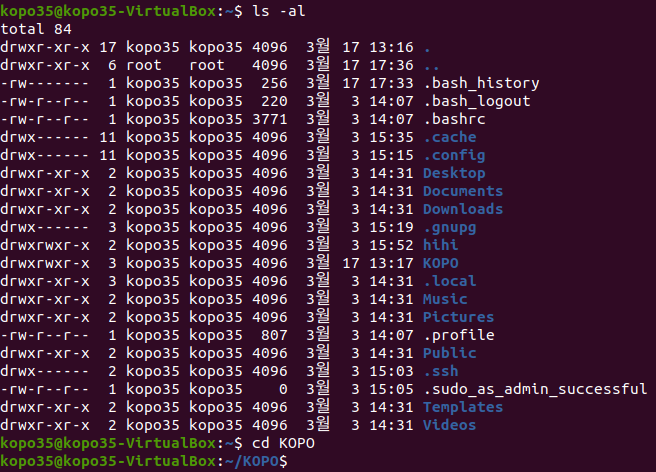 kopo35@kopo35-VirtualBox:~$ ls -al
total 84
drwxr-xr-x 17 kopo35 kopo35 4096  3월 17 13:16 .
drwxr-xr-x  6 root   root   4096  3월 17 17:36 ..
-rw-------  1 kopo35 kopo35  256  3월 17 17:33 .bash_history
-rw-r--r--  1 kopo35 kopo35  220  3월  3 14:07 .bash_logout
-rw-r--r--  1 kopo35 kopo35 3771  3월  3 14:07 .bashrc
drwx------ 11 kopo35 kopo35 4096  3월  3 15:35 .cache
drwx------ 11 kopo35 kopo35 4096  3월  3 15:15 .config
drwxr-xr-x  2 kopo35 kopo35 4096  3월  3 14:31 Desktop
drwxr-xr-x  2 kopo35 kopo35 4096  3월  3 14:31 Documents
drwxr-xr-x  2 kopo35 kopo35 4096  3월  3 14:31 Downloads
drwx------  3 kopo35 kopo35 4096  3월  3 15:19 .gnupg
drwxrwxr-x  2 kopo35 kopo35 4096  3월  3 15:52 hihi
drwxrwxr-x  3 kopo35 kopo35 4096  3월 17 13:17 KOPO
drwxr-xr-x  3 kopo35 kopo35 4096  3월  3 14:31 .local
drwxr-xr-x  2 kopo35 kopo35 4096  3월  3 14:31 Music
drwxr-xr-x  2 kopo35 kopo35 4096  3월  3 14:31 Pictures
-rw-r--r--  1 kopo35 kopo35  807  3월  3 14:07 .profile
drwxr-xr-x  2 kopo35 kopo35 4096  3월  3 14:31 Public
drwx------  2 kopo35 kopo35 4096  3월  3 15:03 .ssh
-rw-r--r--  1 kopo35 kopo35    0  3월  3 15:05 .sudo_as_admin_successful
drwxr-xr-x  2 kopo35 kopo35 4096  3월  3 14:31 Templates
drwxr-xr-x  2 kopo35 kopo35 4096  3월  3 14:31 Videos
kopo35@kopo35-VirtualBox:~$ cd KOPO
kopo35@kopo35-VirtualBox:~/KOPO$